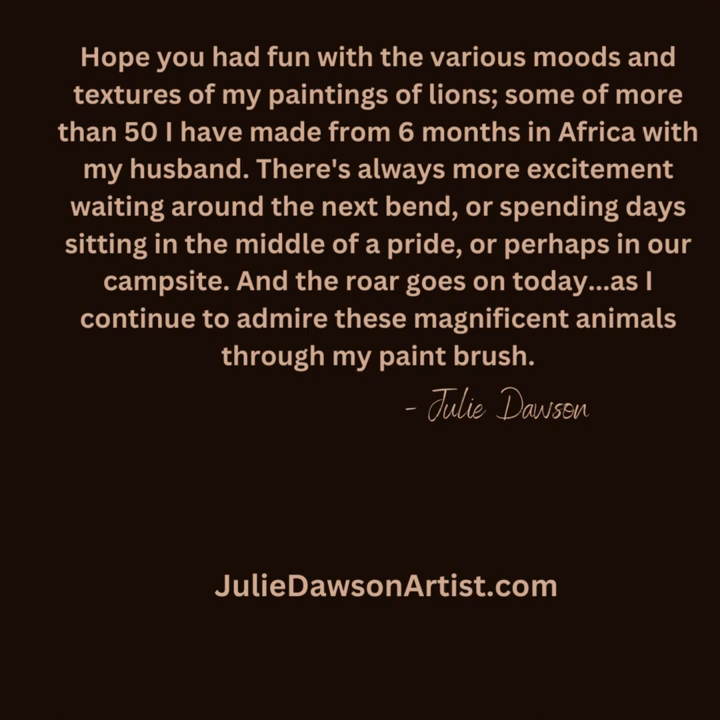 Hope you had fun with the various moods and
textures of my paintings of lions; some of more
than 50 I have made from 6 months in Africa with
my husband. There's always more excitement
waiting around the next bend, or spending days
sitting in the middle of a pride, or perhaps in our
campsite. And the roar goes on today...as I
continue to admire these magnificent animals
through my paint brush.
- Julie Dawson
JulieDawsonArtist.com